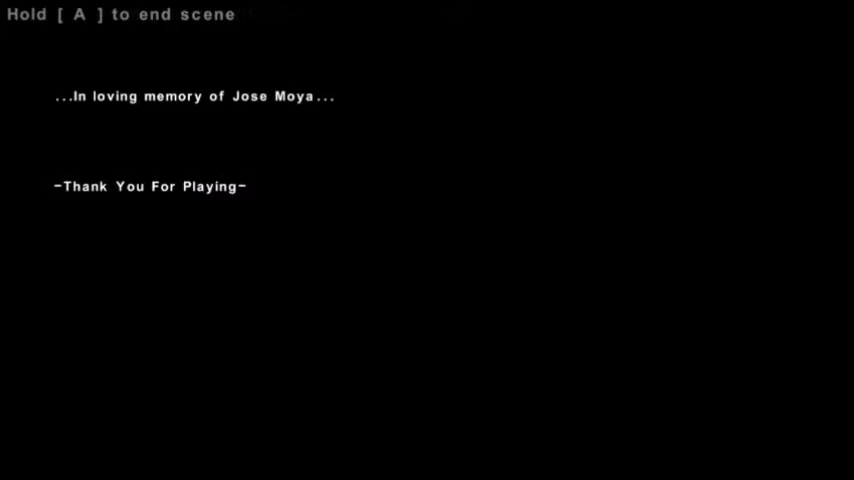 Hold [ A ] to end scene
...In loving memory of Jose Moya...
-Thank You For Playing-